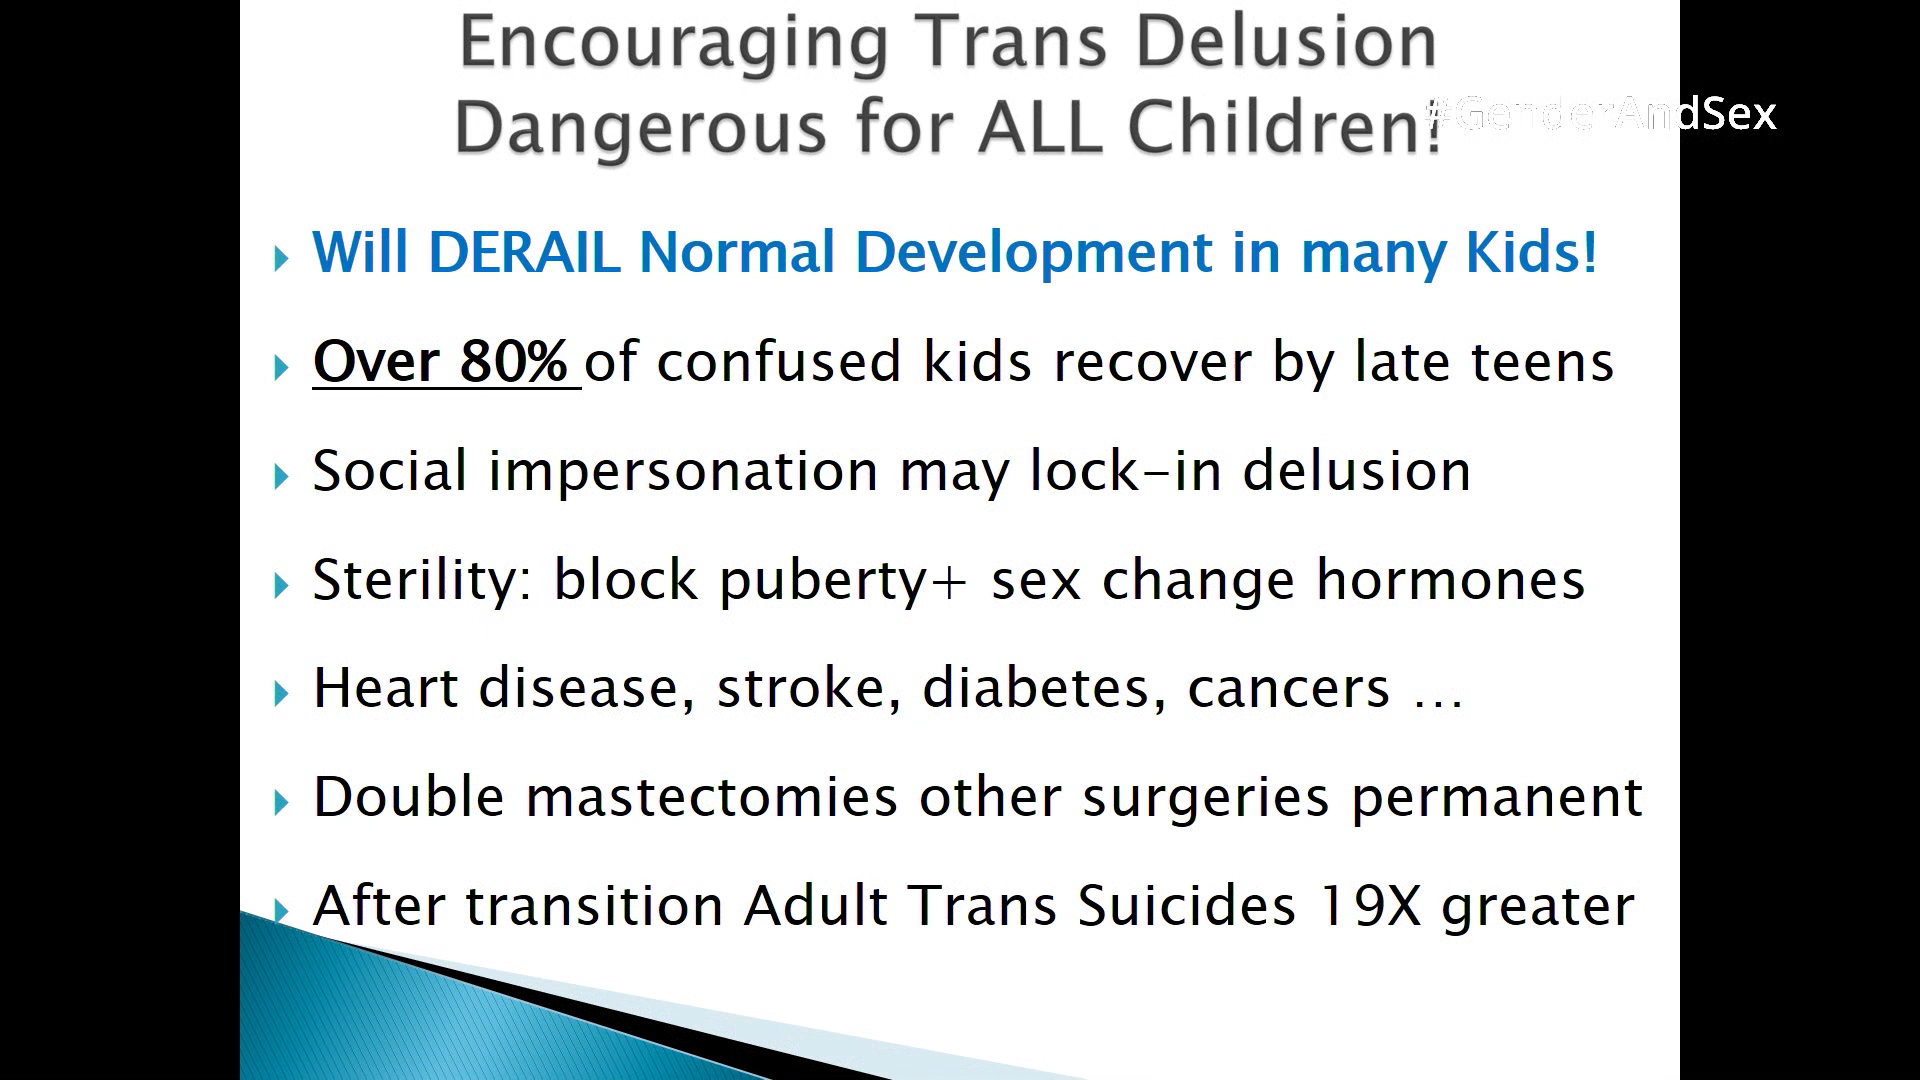 Encouraging Trans Delusion
Dangerous for ALL Children!
#GenderAndSex
Will DERAIL Normal Development in many Kids!
Over 80% of confused kids recover by late teens
Social impersonation may lock-in delusion
Sterility: block puberty+ sex change hormones
Heart disease, stroke, diabetes, cancers ...
Double mastectomies other surgeries permanent
After transition Adult Trans Suicides 19X greater